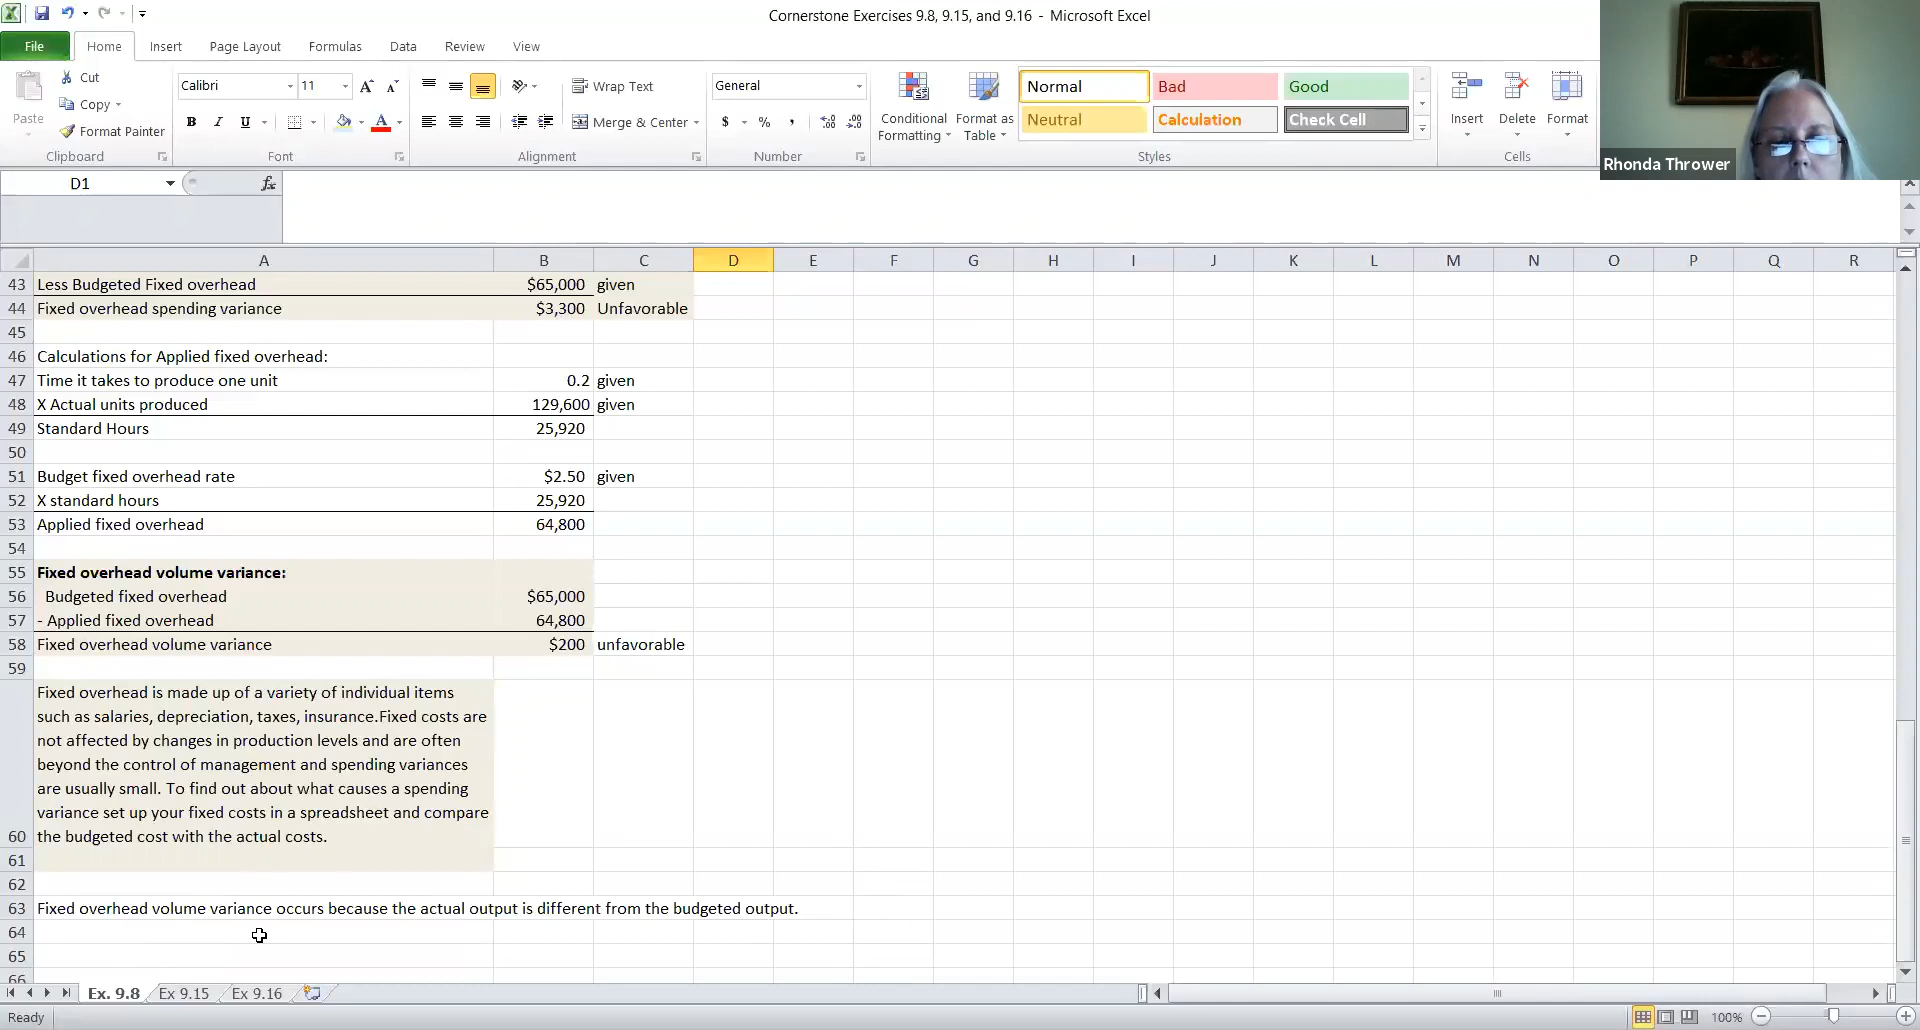 Cornerstone Exercises 9.8, 9.15, and 9.16 - Microsoft Excel
File Home Insert Page Layout Formulas Data Review View
Paste
Cut
Copy
Format Painter
Clipboard
Calibri 11 A A
B I U A
Font
Wrap Text
Merge & Center
Alignment
General
$ % ,
Number
Conditional Formatting
Format as Table
Normal Bad Good
Neutral Calculation Check Cell
Styles
Insert Delete Format
Cells
Rhonda Thrower
D1 fx
A B C D E F G H I J K L M N O P Q R
43 Less Budgeted Fixed overhead $65,000 given
44 Fixed overhead spending variance $3,300 Unfavorable
45
46 Calculations for Applied fixed overhead:
47 Time it takes to produce one unit 0.2 given
48 X Actual units produced 129,600 given
49 Standard Hours 25,920
50
51 Budget fixed overhead rate $2.50 given
52 X standard hours 25,920
53 Applied fixed overhead 64,800
54
55 Fixed overhead volume variance:
56 Budgeted fixed overhead $65,000
57 - Applied fixed overhead 64,800
58 Fixed overhead volume variance $200 unfavorable
59
Fixed overhead is made up of a variety of individual items
such as salaries, depreciation, taxes, insurance.Fixed costs are
not affected by changes in production levels and are often
beyond the control of management and spending variances
are usually small. To find out about what causes a spending
variance set up your fixed costs in a spreadsheet and compare
60 the budgeted cost with the actual costs.
61
62
63 Fixed overhead volume variance occurs because the actual output is different from the budgeted output.
64
65
66
Ex. 9.8 Ex 9.15 Ex 9.16
Ready 100%